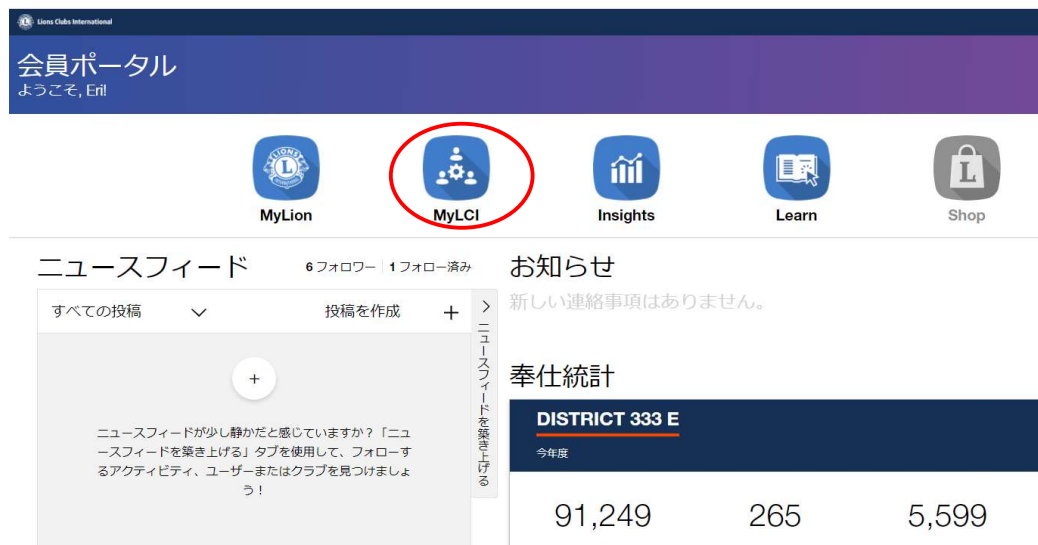 Lions Clubs International
会員ポータル
ようこそ, Eri!
MyLion
MyLCI
Insights
Learn
Shop
ニュースフィード
6 フォロワー | 1 フォロー済み
すべての投稿
投稿を作成 +
ニュースフィードを築き上げる
+
ニュースフィードが少し静かだと感じていますか？「ニュ
ースフィードを築き上げる」タブを使用して、フォローす
るアクティビティ、ユーザーまたはクラブを見つけましょ
う！
お知らせ
新しい連絡事項はありません。
奉仕統計
DISTRICT 333 E
今年度
91,249 265 5,599